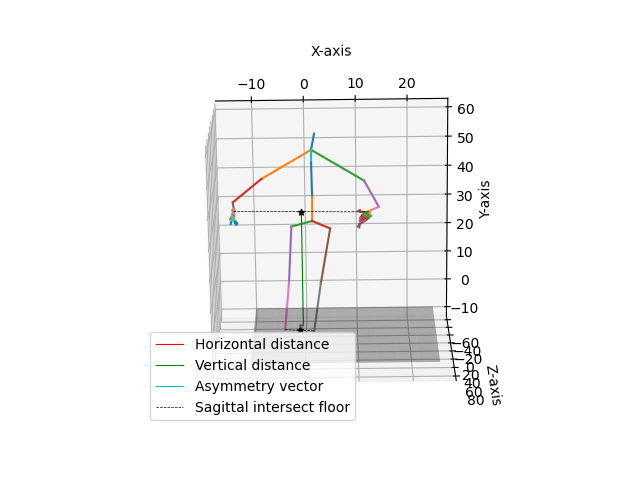 X-axis
−10 0 10 20
60
50
40
30
20
10
0
−10
Y-axis
−60
−40
−20
0
20
40
60
80
Z-axis
Horizontal distance
Vertical distance
Asymmetry vector
Sagittal intersect floor